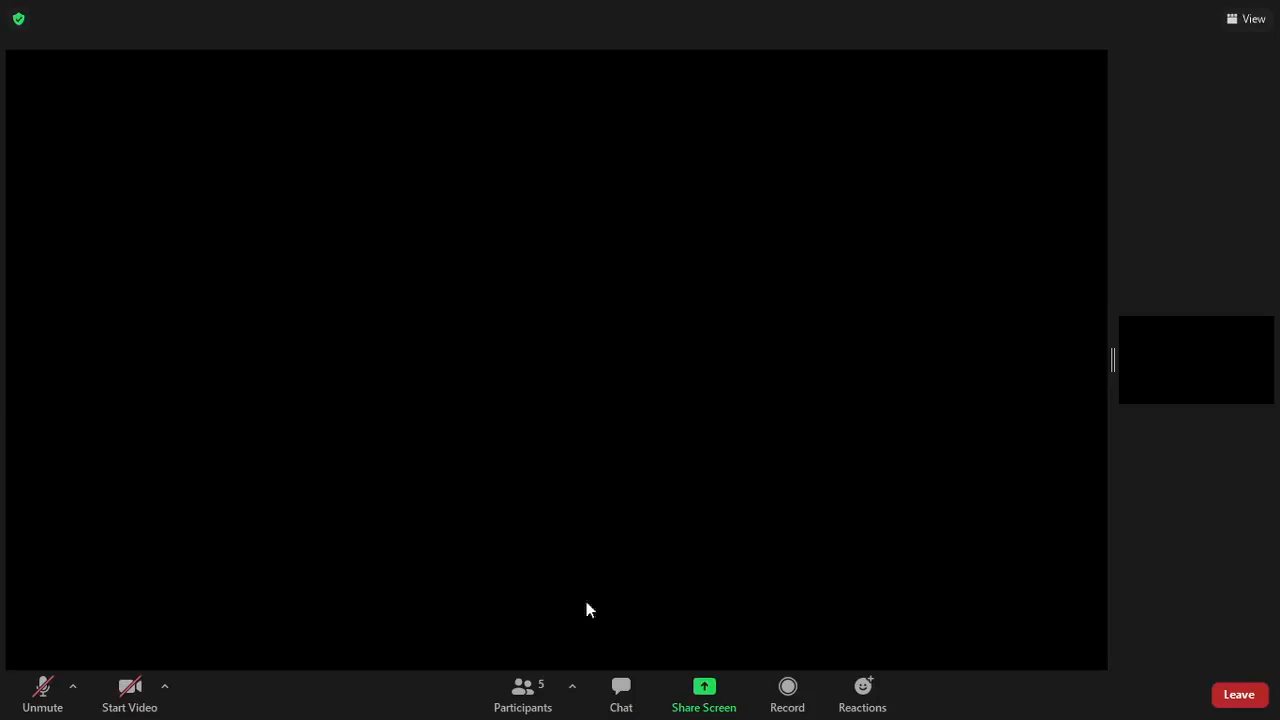 View
Unmute
Start Video
Participants
5
Chat
Share Screen
Record
Reactions
Leave